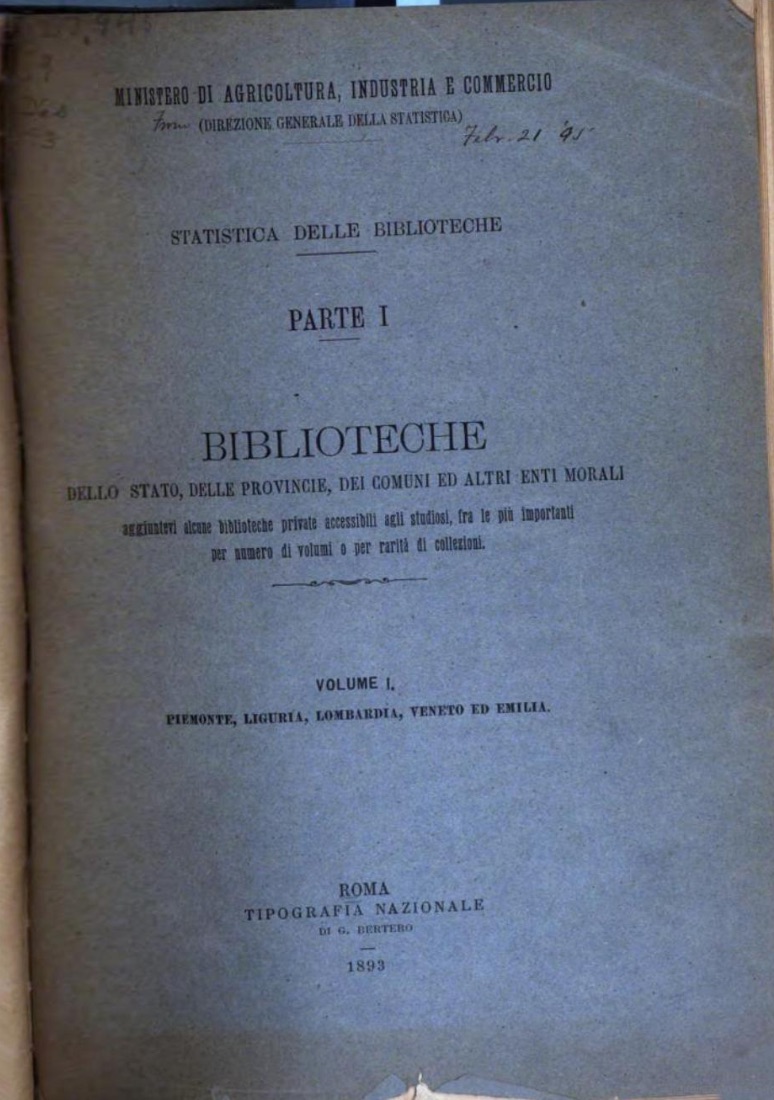 MINISTERO DI AGRICOLTURA, INDUSTRIA E COMMERCIO
From (DIREZIONE GENERALE DELLA STATISTICA)
Febr. 21 '95
STATISTICA DELLE BIBLIOTECHE
PARTE I
BIBLIOTECHE
DELLO STATO, DELLE PROVINCIE, DEI COMUNI ED ALTRI ENTI MORALI
aggiuntevi alcune biblioteche private accessibili agli studiosi, fra le più importanti
per numero di volumi o per rarità di collezioni.
VOLUME I.
PIEMONTE, LIGURIA, LOMBARDIA, VENETO ED EMILIA.
ROMA
TIPOGRAFIA NAZIONALE
DI G. BERTERO
1893